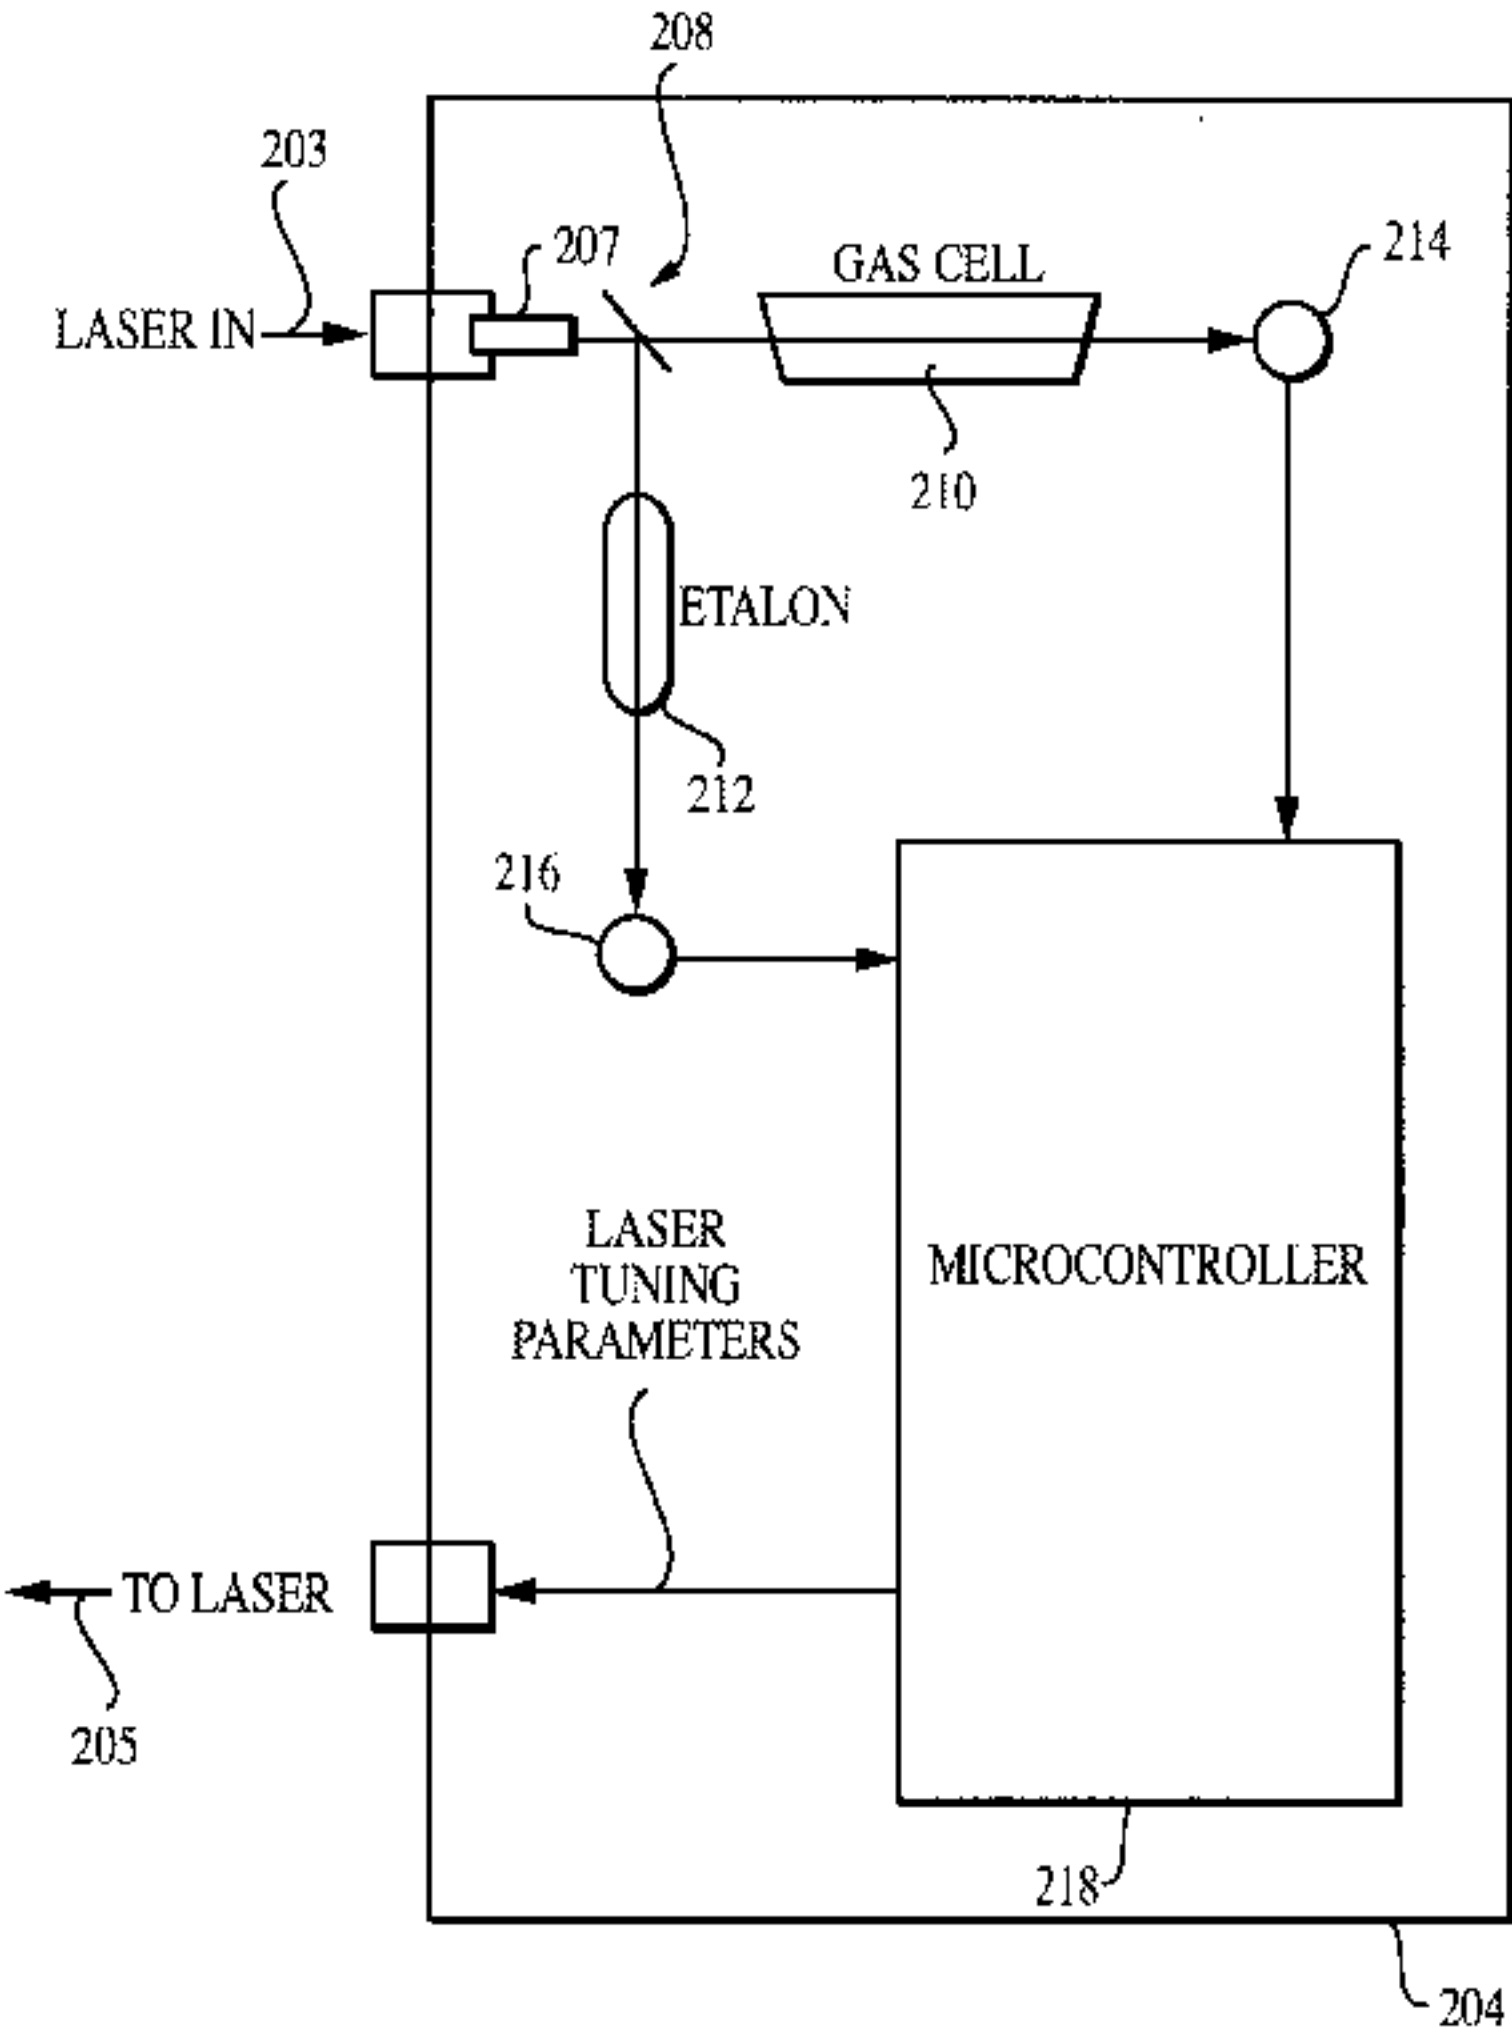 208
203
207
GAS CELL
214
LASER IN
210
ETALON
212
216
LASER
TUNING
PARAMETERS
MICROCONTROLLER
TO LASER
205
218
204